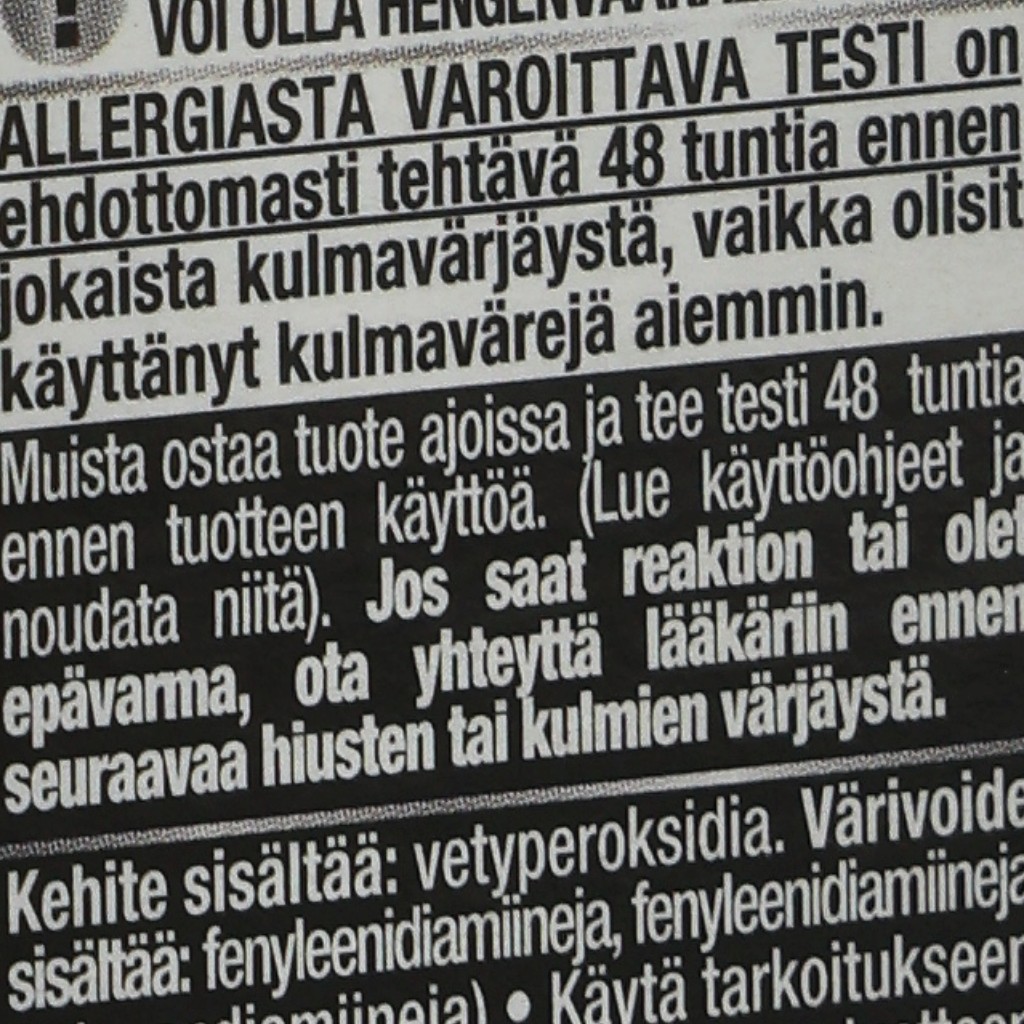 VOI OLLA
ALLERGIASTA VAROITTAVA TESTI on
ehdottomasti tehtävä 48 tuntia ennen
jokaista kulmavärjäystä, vaikka olisit
käyttänyt kulmavärejä aiemmin.
Muista ostaa tuote ajoissa ja tee testi 48 tuntia
ennen tuotteen käyttöä. (Lue käyttöohjeet ja
noudata niitä). Jos saat reaktion tai olet
epävarma, ota yhteyttä lääkäriin ennen
seuraavaa hiusten tai kulmien värjäystä.
Kehite sisältää: vetyperoksidia. Värivoide
sisältää: fenyleenidiamiineja, fenyleenidiamiineja
• Käytä tarkoitukseen